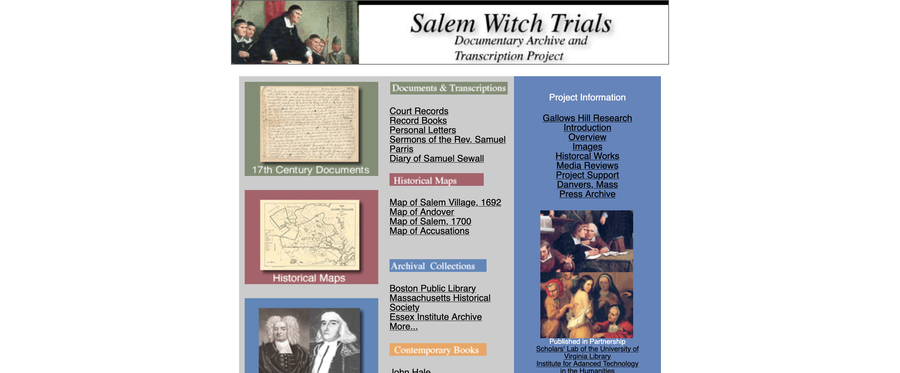 Salem Witch Trials
Documentary Archive and
Transcription Project
17th Century Documents
Historical Maps
Documents & Transcriptions
Court Records
Record Books
Personal Letters
Sermons of the Rev. Samuel
Parris
Diary of Samuel Sewall
Historical Maps
Map of Salem Village, 1692
Map of Andover
Map of Salem, 1700
Map of Accusations
Archival Collections
Boston Public Library
Massachusetts Historical
Society
Essex Institute Archive
More...
Contemporary Books
John Hale
Project Information
Gallows Hill Research
Introduction
Overview
Images
Historcal Works
Media Reviews
Project Support
Danvers, Mass
Press Archive
Published in Partnership
Scholars' Lab of the University of
Virginia Library
Institute for Adanced Technology
in the Humanities